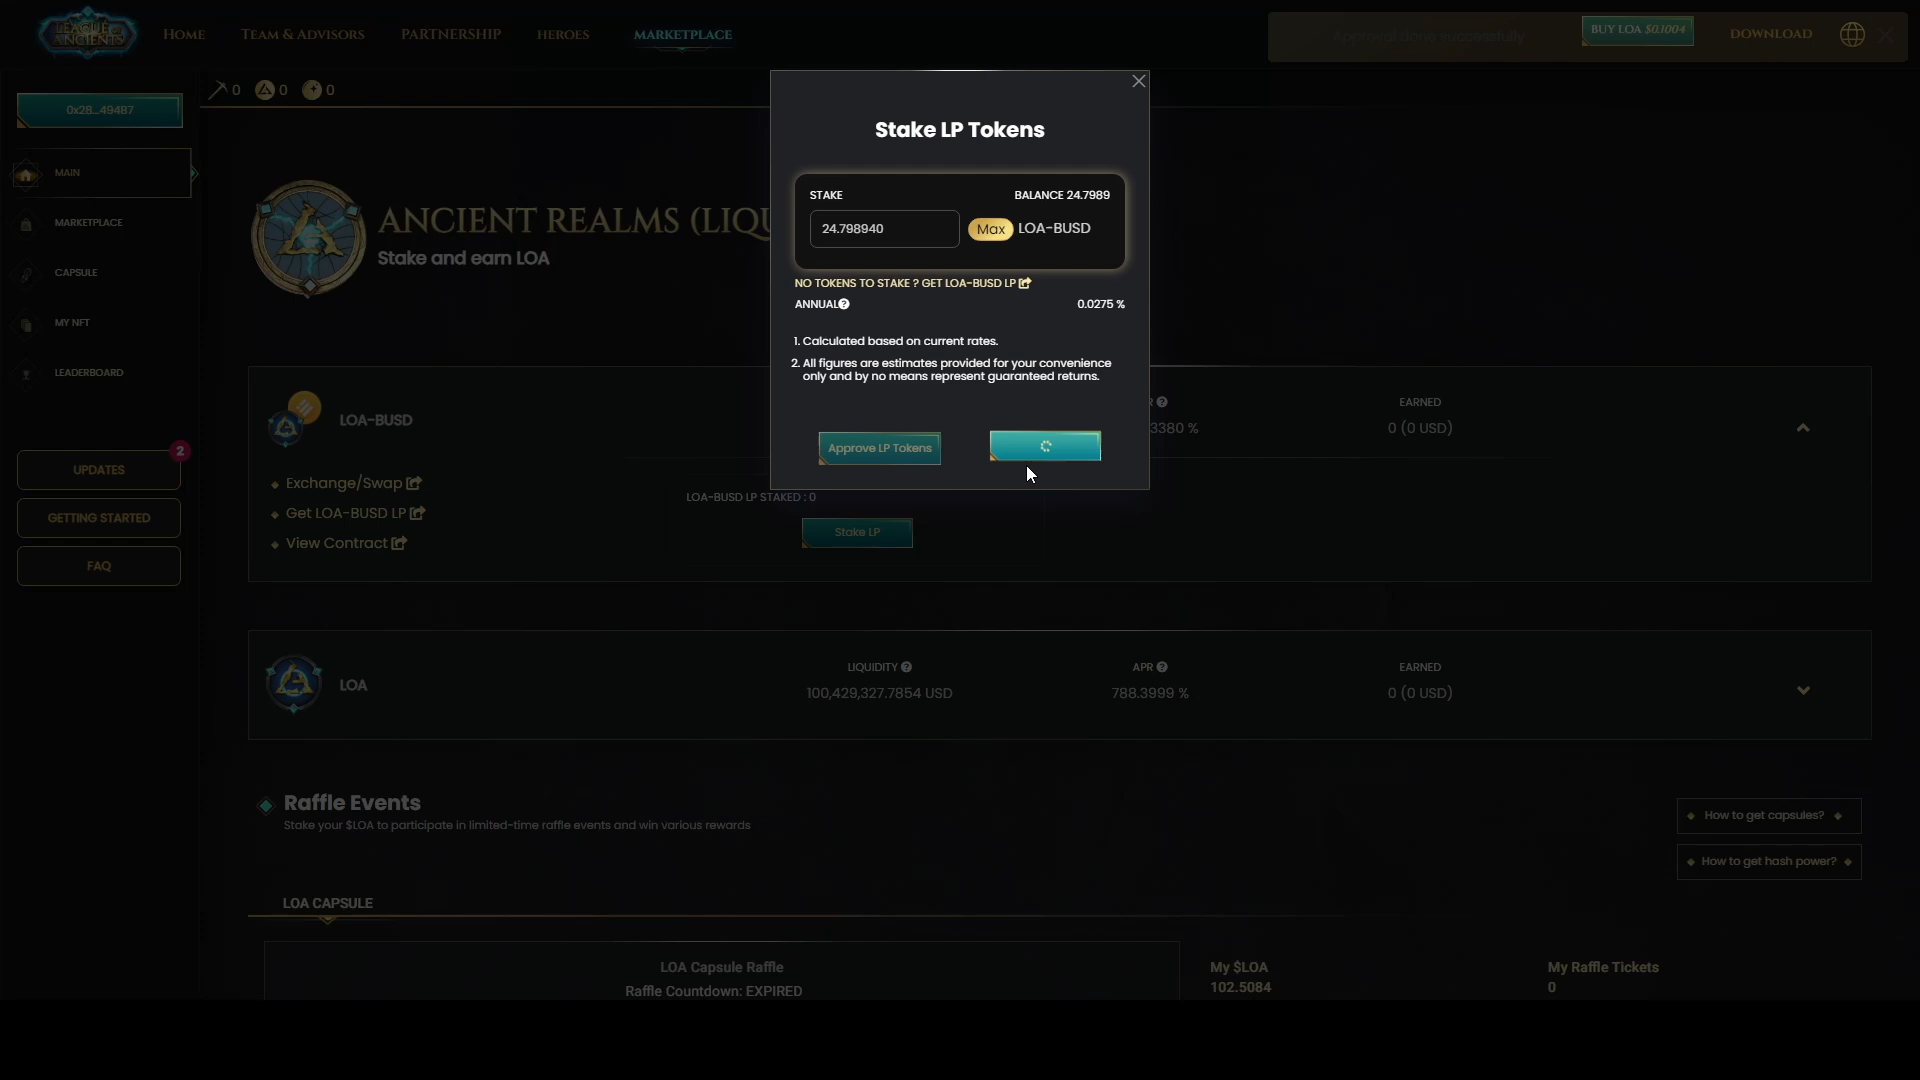 LEAGUE OF
ANCIENTS
HOME
TEAM & ADVISORS
PARTNERSHIP
HEROES
MARKETPLACE
Approval done successfully
BUY LOA $0.1004
DOWNLOAD
0x28...49487
0
0
0
MAIN
MARKETPLACE
CAPSULE
MY NFT
LEADERBOARD
2
UPDATES
GETTING STARTED
FAQ
ANCIENT REALMS (LIQU
Stake and earn LOA
Stake LP Tokens
STAKE
BALANCE 24.7989
24.798940
Max
LOA-BUSD
NO TOKENS TO STAKE ? GET LOA-BUSD LP
ANNUAL
0.0275 %
1. Calculated based on current rates.
2. All figures are estimates provided for your convenience
only and by no means represent guaranteed returns.
Approve LP Tokens
LOA-BUSD
R
3380 %
EARNED
0 (0 USD)
Exchange/Swap
Get LOA-BUSD LP
View Contract
LOA-BUSD LP STAKED : 0
Stake LP
LOA
LIQUIDITY
100,429,327.7854 USD
APR
788.3999 %
EARNED
0 (0 USD)
Raffle Events
Stake your $LOA to participate in limited-time raffle events and win various rewards
How to get capsules?
How to get hash power?
LOA CAPSULE
LOA Capsule Raffle
Raffle Countdown: EXPIRED
My $LOA
102.5084
My Raffle Tickets
0